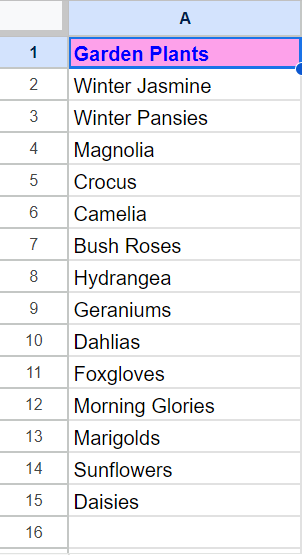 A
1 Garden Plants
2 Winter Jasmine
3 Winter Pansies
4 Magnolia
5 Crocus
6 Camelia
7 Bush Roses
8 Hydrangea
9 Geraniums
10 Dahlias
11 Foxgloves
12 Morning Glories
13 Marigolds
14 Sunflowers
15 Daisies
16